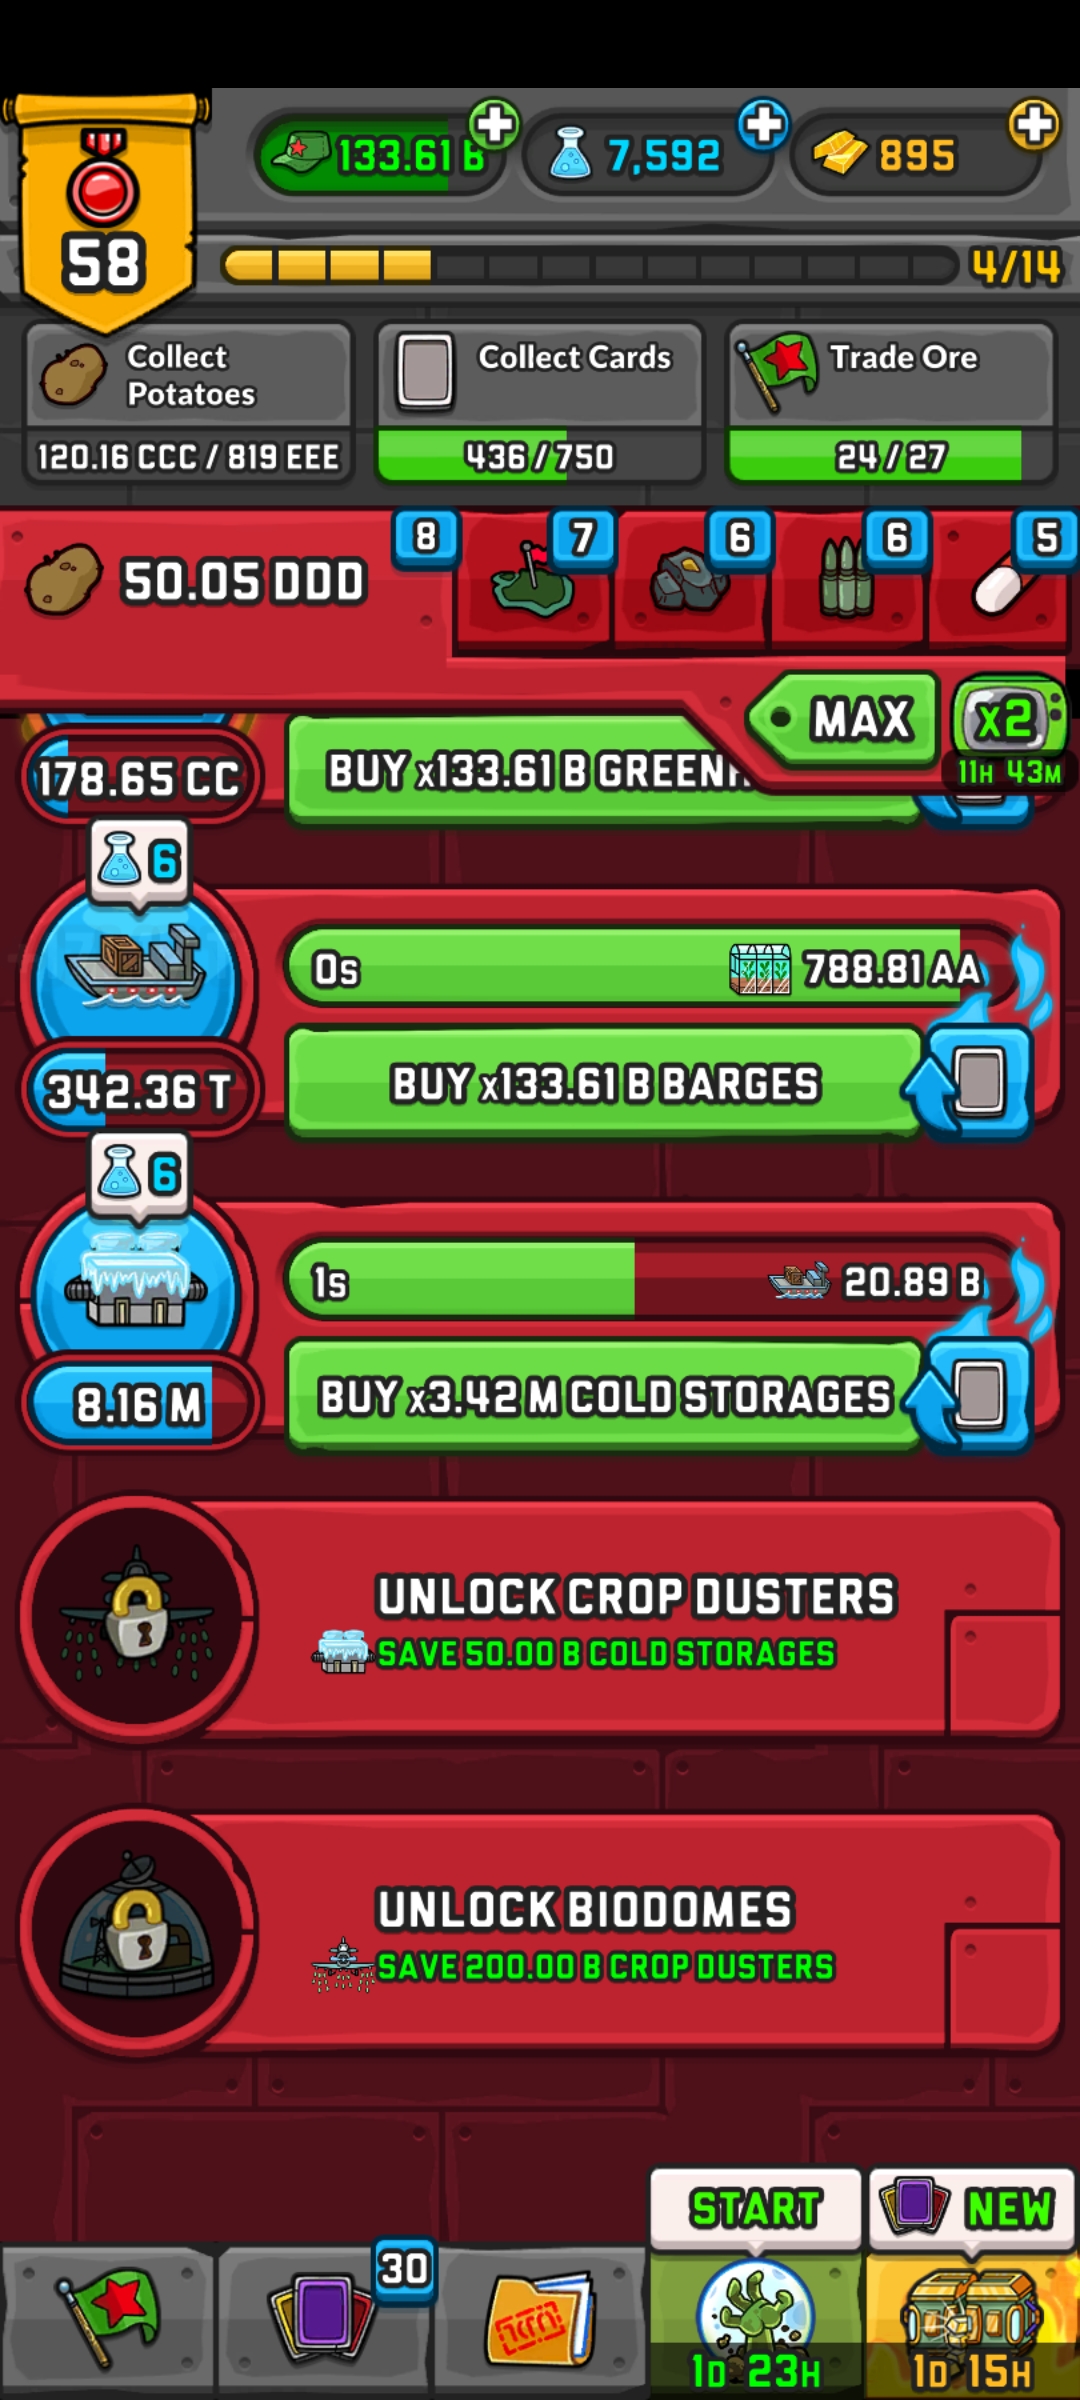 133.61 B
7,592
895
58
4/14
Collect
Potatoes
Collect Cards
Trade Ore
120.16 CCC / 819 EEE
436 / 750
24 / 27
50.05 DDD
8
7
6
6
5
MAX
x2
11H 43M
178.65 CC
BUY x133.61 B
6
0s
788.81 AA
342.36 T
BUY x133.61 B BARGES
6
1s
20.89 B
8.16 M
BUY x3.42 M COLD STORAGES
UNLOCK CROP DUSTERS
SAVE 50.00 B COLD STORAGES
UNLOCK BIODOMES
SAVE 200.00 B CROP DUSTERS
START
NEW
30
1D 23H
1D 15H